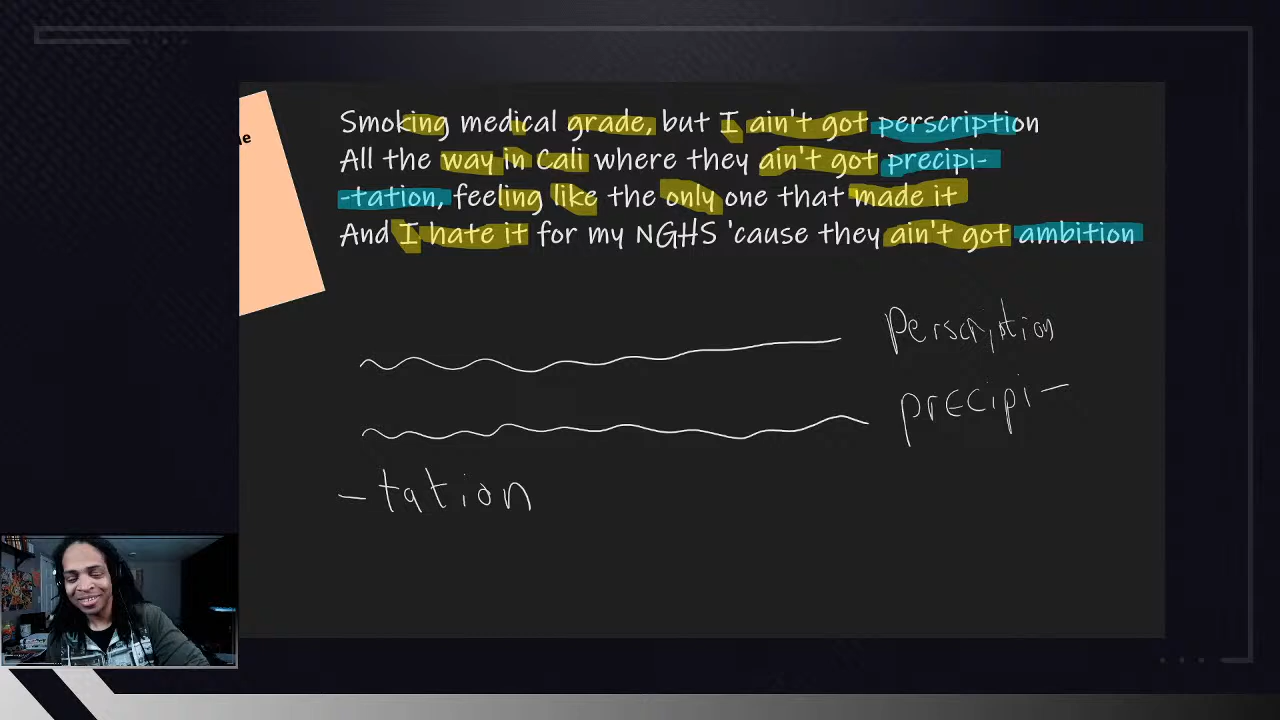 Smoking medical grade, but I ain't got perscription
All the way in Cali where they ain't got precipi-
-tation, feeling like the only one that made it
And I hate it for my NGHS 'cause they ain't got ambition
Perscription
precipi-
-tation